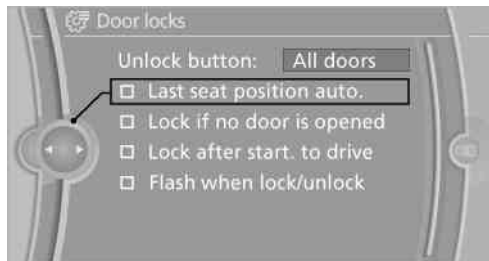 Door locks
Unlock button: All doors
Last seat position auto.
Lock if no door is opened
Lock after start. to drive
Flash when lock/unlock